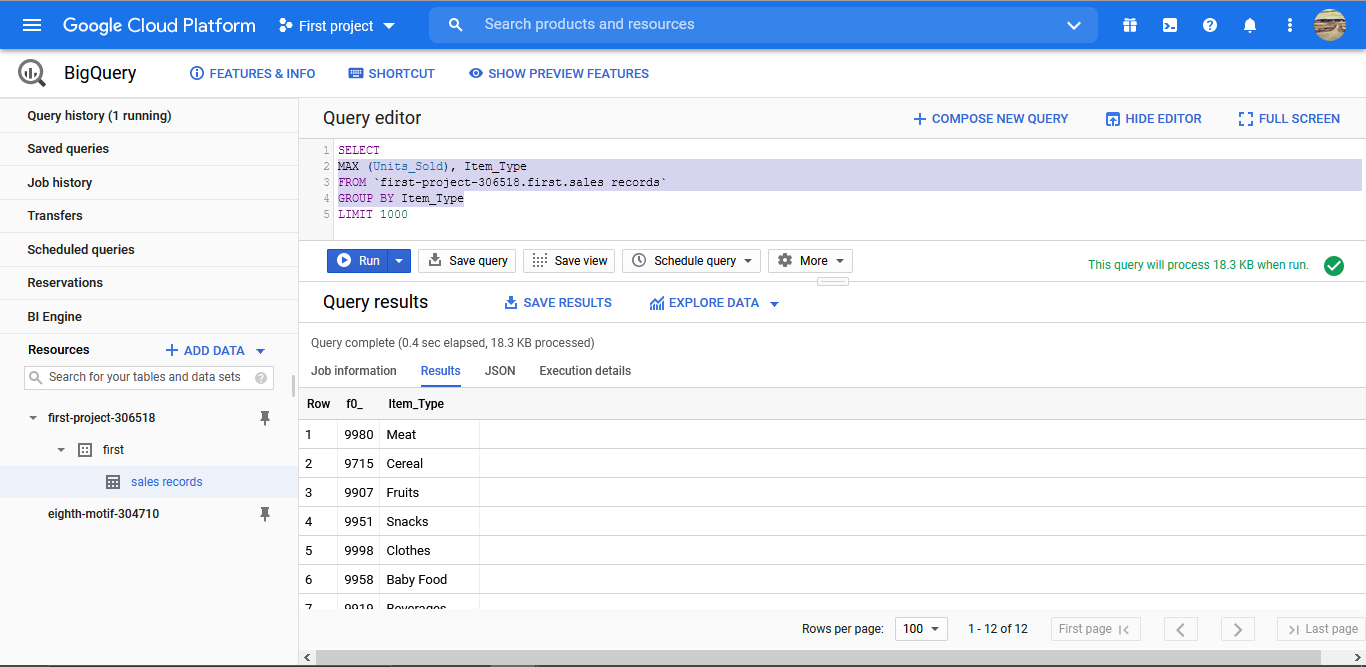 Google Cloud Platform First project Search products and resources
BigQuery FEATURES & INFO SHORTCUT SHOW PREVIEW FEATURES
Query history (1 running)
Saved queries
Job history
Transfers
Scheduled queries
Reservations
BI Engine
Resources ADD DATA
Search for your tables and data sets
first-project-306518
first
sales records
eighth-motif-304710
Query editor COMPOSE NEW QUERY HIDE EDITOR FULL SCREEN
1 SELECT
2 MAX (Units_Sold), Item_Type
3 FROM `first-project-306518.first.sales records`
4 GROUP BY Item_Type
5 LIMIT 1000
Run Save query Save view Schedule query More This query will process 18.3 KB when run.
Query results SAVE RESULTS EXPLORE DATA
Query complete (0.4 sec elapsed, 18.3 KB processed)
Job information Results JSON Execution details
Row f0_ Item_Type
1 9980 Meat
2 9715 Cereal
3 9907 Fruits
4 9951 Snacks
5 9998 Clothes
6 9958 Baby Food
7 9919 Beverages
Rows per page: 100 1 - 12 of 12 First page Last page